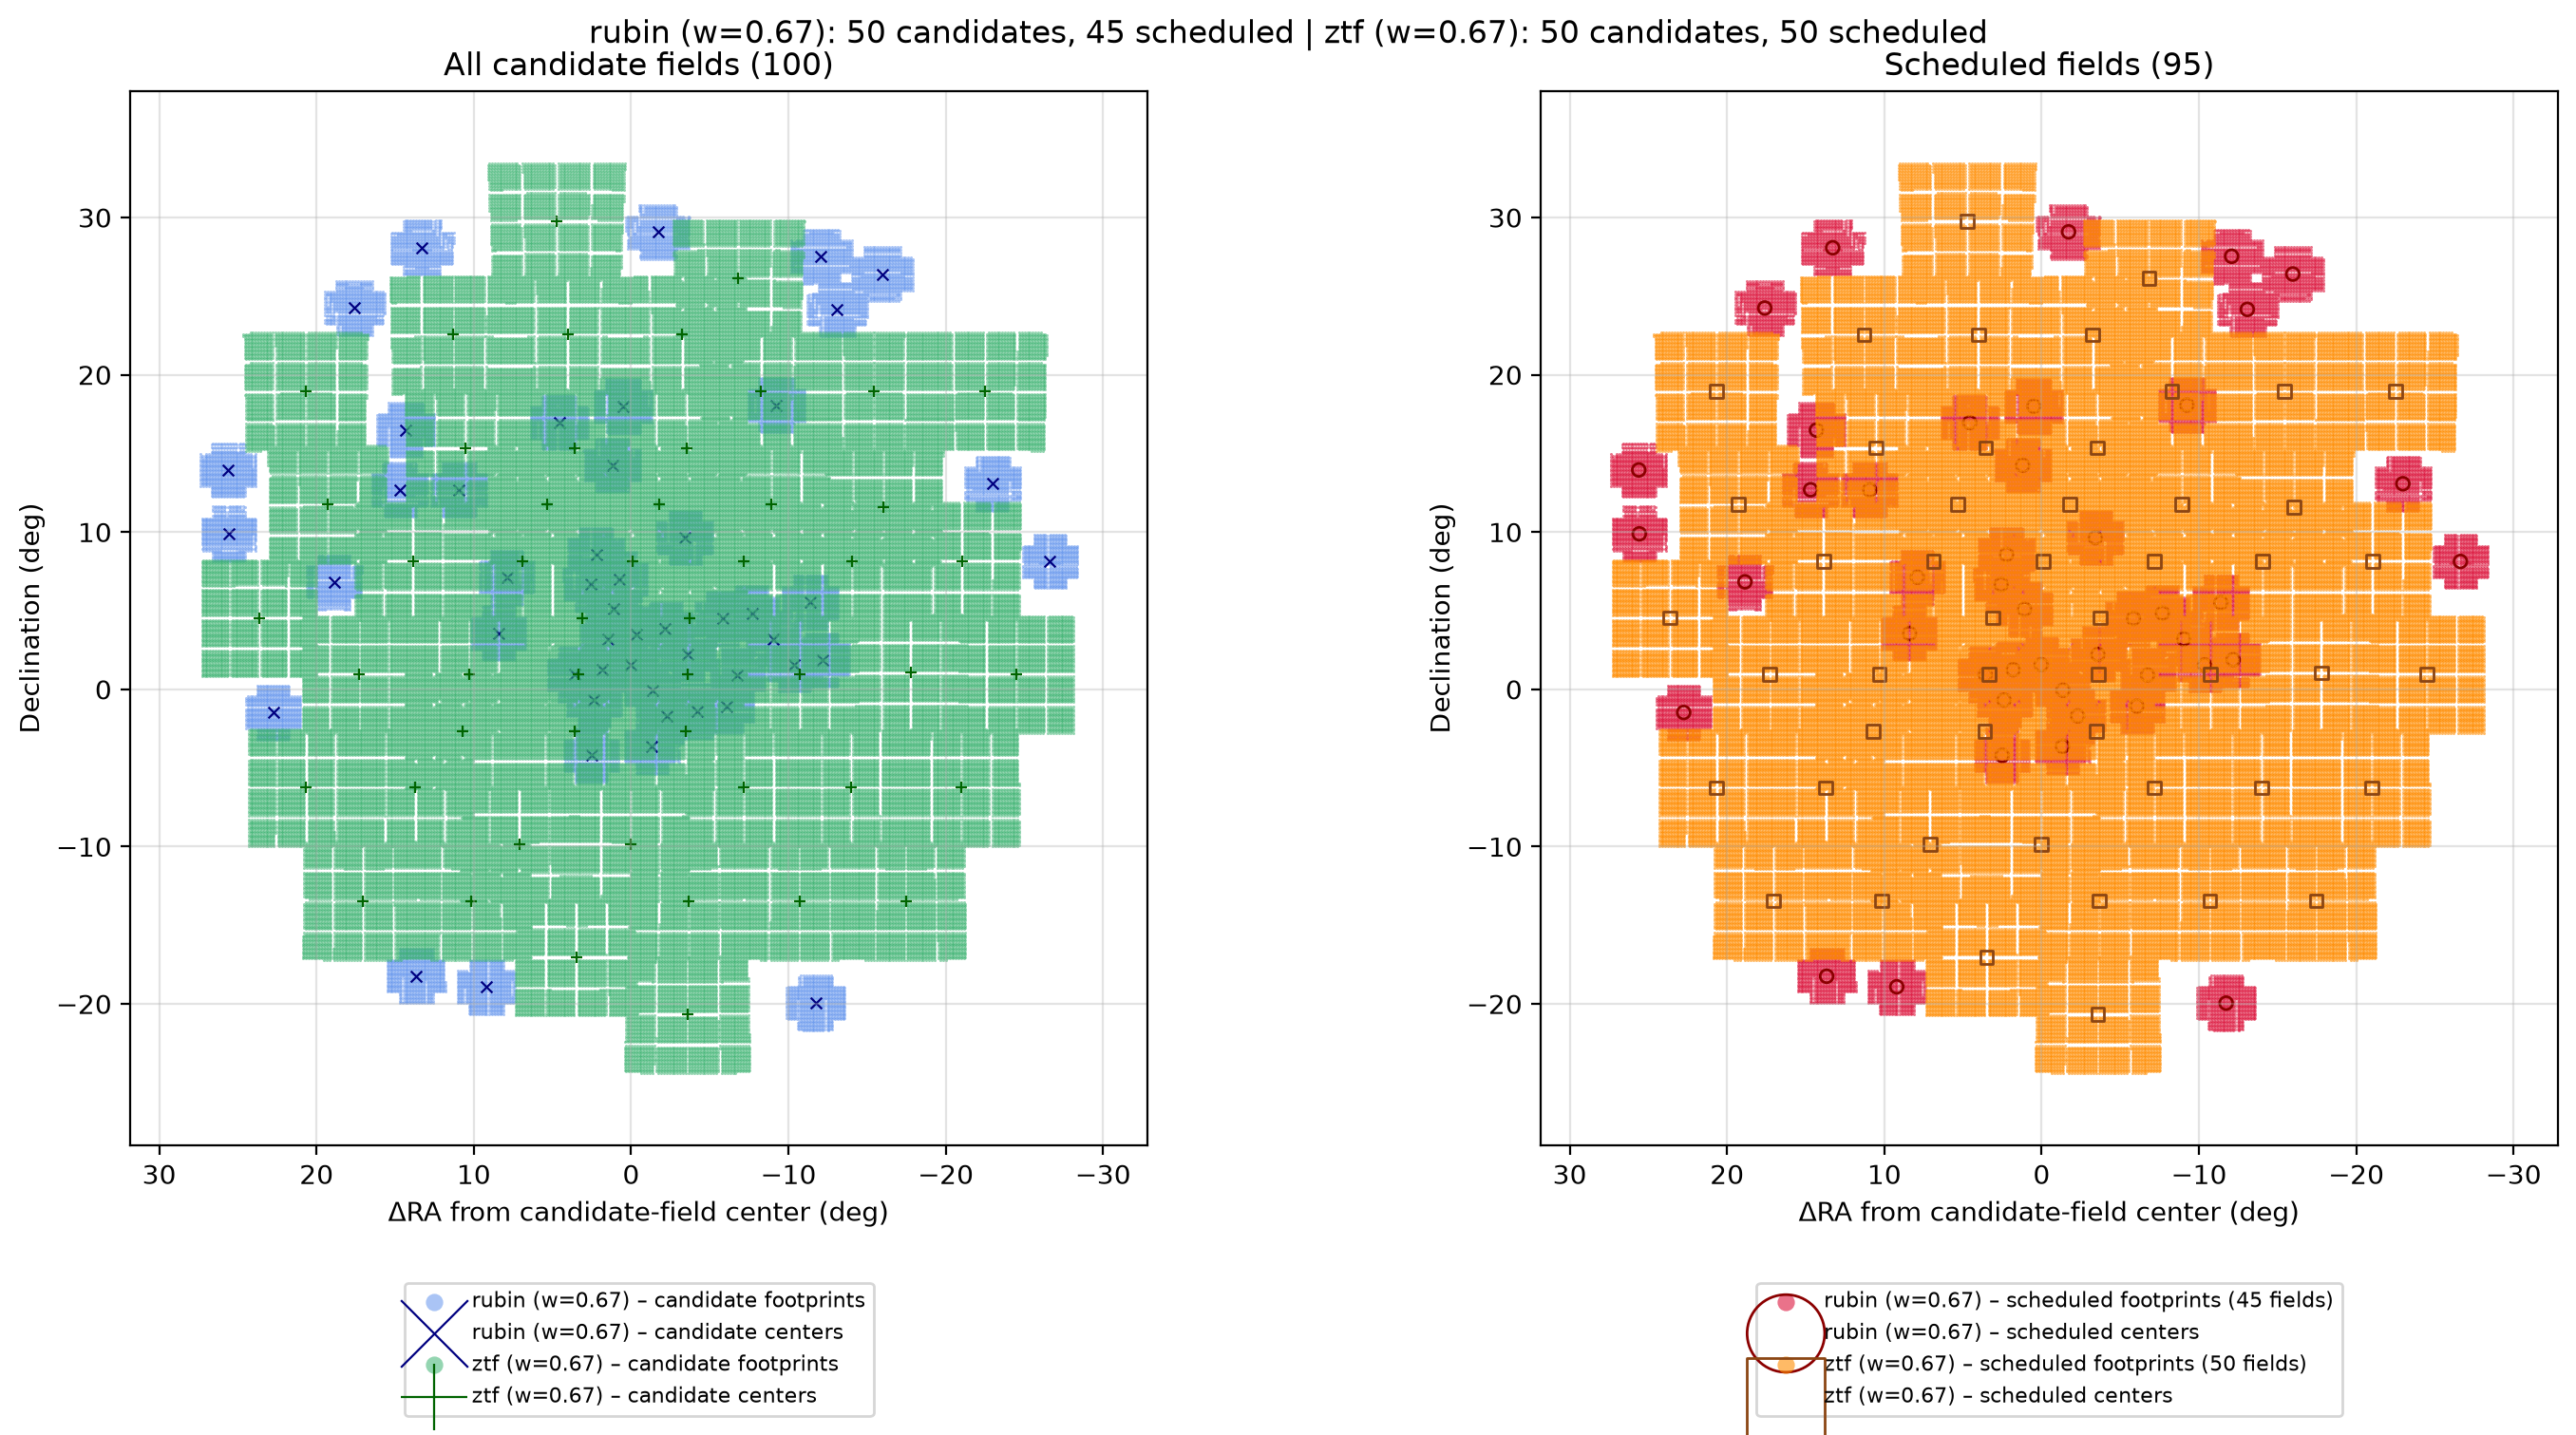 rubin (w=0.67): 50 candidates, 45 scheduled | ztf (w=0.67): 50 candidates, 50 scheduled
All candidate fields (100)
Declination (deg)
30
20
10
0
−10
−20
30
20
10
0
−10
−20
−30
ΔRA from candidate-field center (deg)
rubin (w=0.67) – candidate footprints
rubin (w=0.67) – candidate centers
ztf (w=0.67) – candidate footprints
ztf (w=0.67) – candidate centers
Scheduled fields (95)
Declination (deg)
30
20
10
0
−10
−20
30
20
10
0
−10
−20
−30
ΔRA from candidate-field center (deg)
rubin (w=0.67) – scheduled footprints (45 fields)
rubin (w=0.67) – scheduled centers
ztf (w=0.67) – scheduled footprints (50 fields)
ztf (w=0.67) – scheduled centers